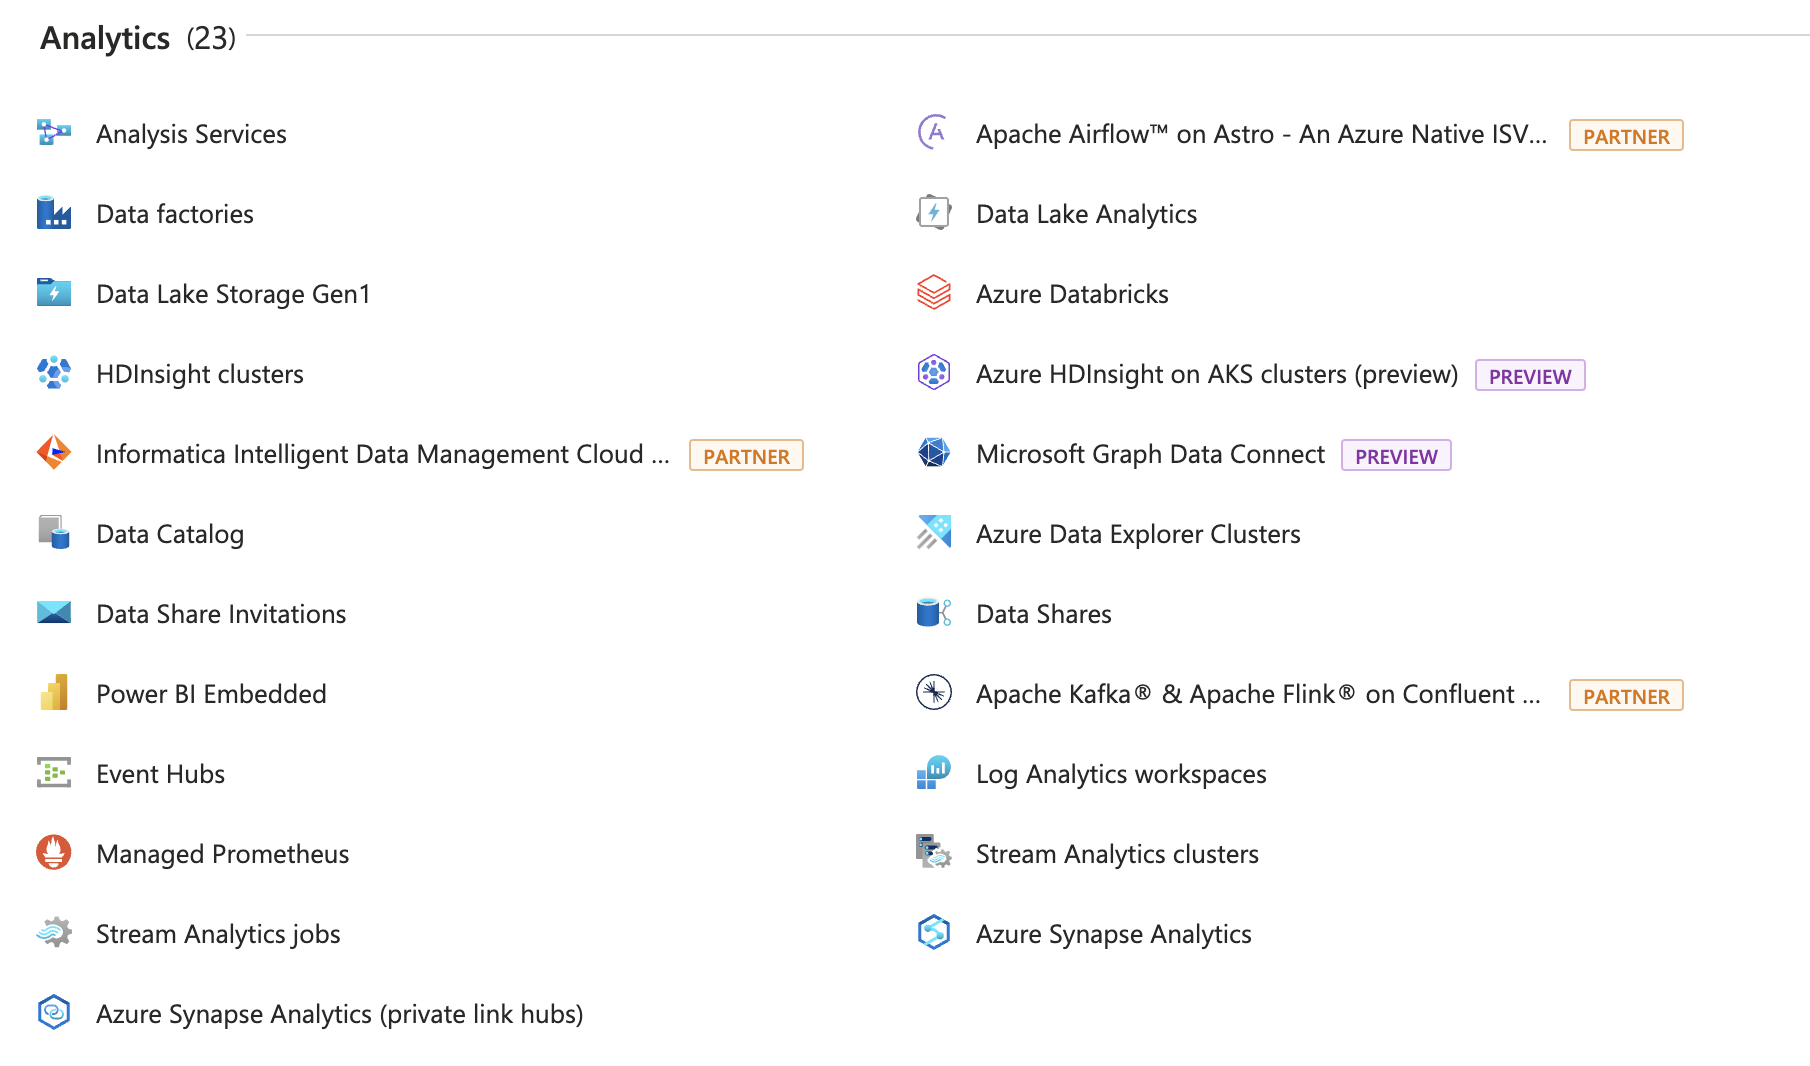 Analytics (23)
Analysis Services
Apache Airflow™ on Astro - An Azure Native ISV... PARTNER
Data factories
Data Lake Analytics
Data Lake Storage Gen1
Azure Databricks
HDInsight clusters
Azure HDInsight on AKS clusters (preview) PREVIEW
Informatica Intelligent Data Management Cloud ... PARTNER
Microsoft Graph Data Connect PREVIEW
Data Catalog
Azure Data Explorer Clusters
Data Share Invitations
Data Shares
Power BI Embedded
Apache Kafka® & Apache Flink® on Confluent ... PARTNER
Event Hubs
Log Analytics workspaces
Managed Prometheus
Stream Analytics clusters
Stream Analytics jobs
Azure Synapse Analytics
Azure Synapse Analytics (private link hubs)